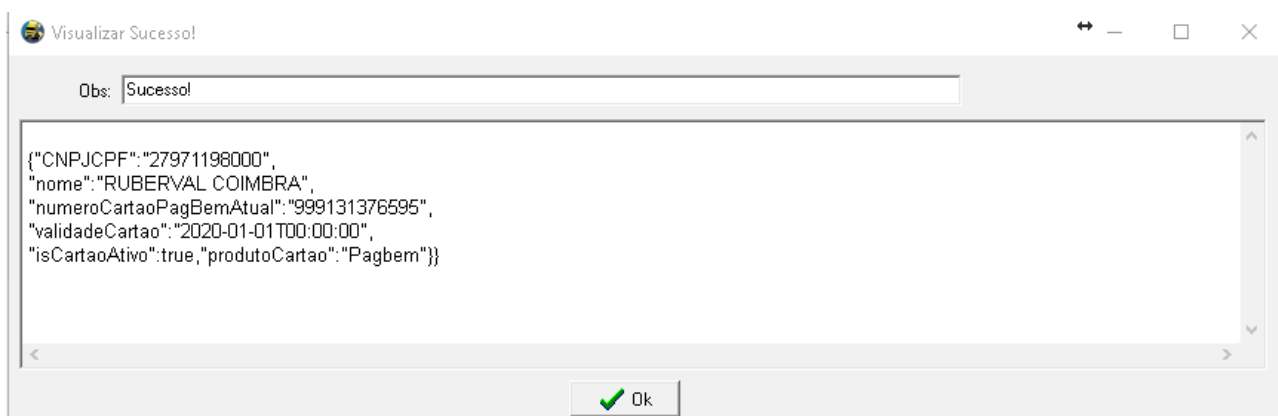 Visualizar Sucesso!
Obs: Sucesso!
{"CNPJCPF":"27971198000",
"nome":"RUBERVAL COIMBRA",
"numeroCartaoPagBemAtual":"999131376595",
"validadeCartao":"2020-01-01T00:00:00",
"isCartaoAtivo":true,"produtoCartao":"Pagbem"}}
Ok